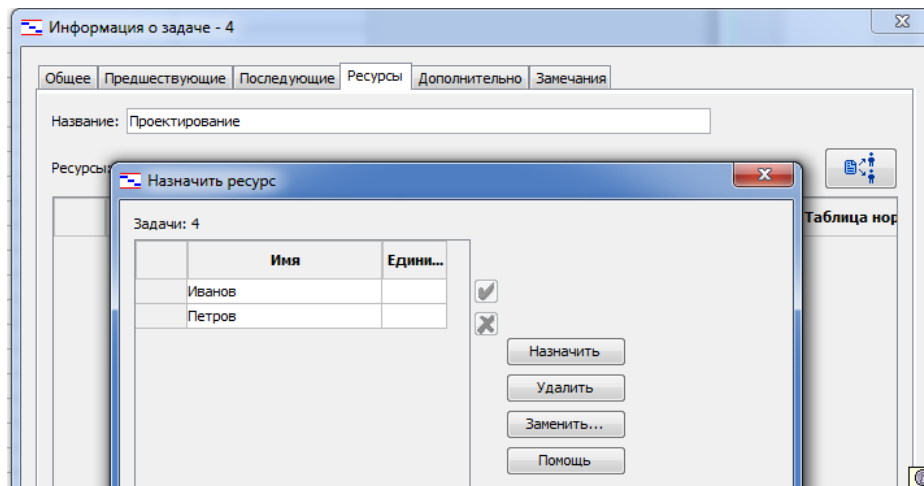 Информация о задаче - 4
Общее Предшествующие Последующие Ресурсы Дополнительно Замечания
Название: Проектирование
Ресурсы:
Назначить ресурс
Таблица нор
Задачи: 4
Имя Едини...
Иванов
Петров
Назначить
Удалить
Заменить...
Помощь